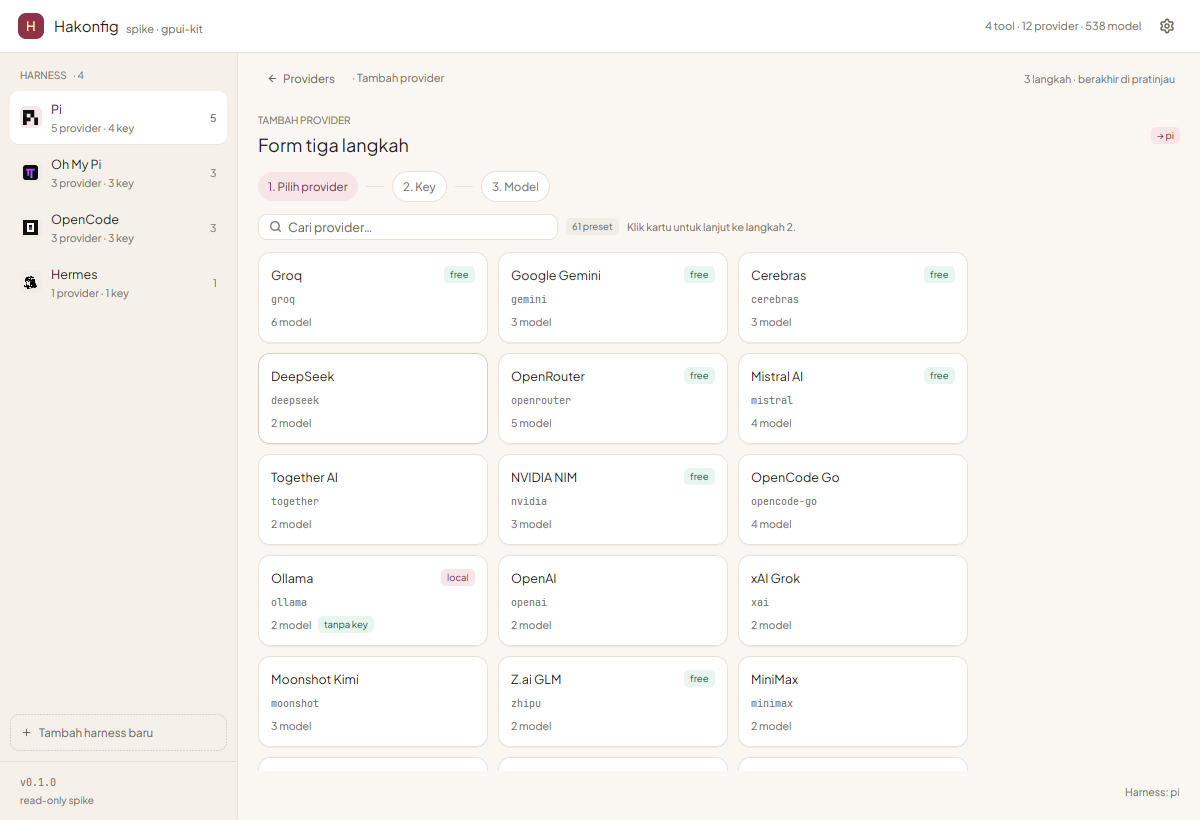 H Hakonfig spike · gpui-kit
4 tool · 12 provider · 538 model
HARNESS · 4
Pi
5 provider · 4 key
5
Oh My Pi
3 provider · 3 key
3
OpenCode
3 provider · 3 key
3
Hermes
1 provider · 1 key
1
+ Tambah harness baru
v0.1.0
read-only spike
← Providers · Tambah provider
3 langkah · berakhir di pratinjau
TAMBAH PROVIDER
Form tiga langkah
→ pi
1. Pilih provider
2. Key
3. Model
Cari provider...
61 preset
Klik kartu untuk lanjut ke langkah 2.
Groq
free
groq
6 model
Google Gemini
free
gemini
3 model
Cerebras
free
cerebras
3 model
DeepSeek
deepseek
2 model
OpenRouter
free
openrouter
5 model
Mistral AI
free
mistral
4 model
Together AI
together
2 model
NVIDIA NIM
free
nvidia
3 model
OpenCode Go
opencode-go
4 model
Ollama
local
ollama
2 model
tanpa key
OpenAI
openai
2 model
xAI Grok
xai
2 model
Moonshot Kimi
moonshot
3 model
Z.ai GLM
free
zhipu
2 model
MiniMax
minimax
2 model
Harness: pi